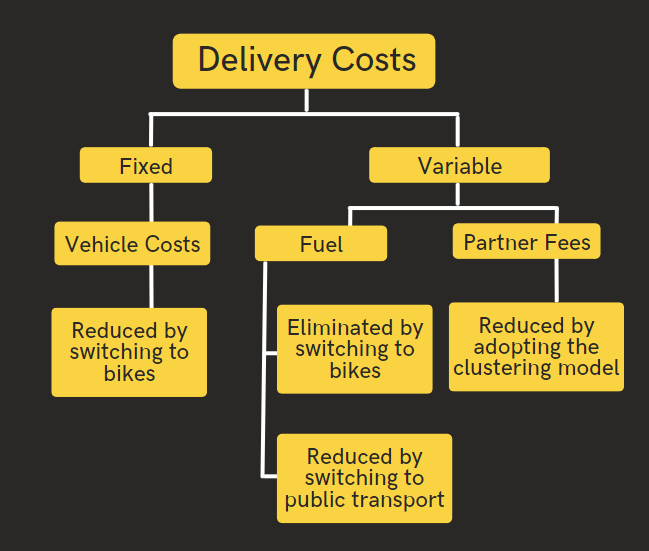 Delivery Costs
Fixed
Variable
Vehicle Costs
Fuel
Partner Fees
Reduced by
switching to
bikes
Eliminated by
switching to
bikes
Reduced by
adopting the
clustering model
Reduced by
switching to
public transport